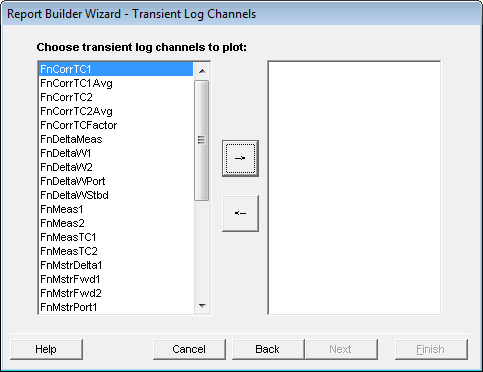 Report Builder Wizard - Transient Log Channels
Choose transient log channels to plot:
FnCorrTC1
FnCorrTC1Avg
FnCorrTC2
FnCorrTC2Avg
FnCorrTCFactor
FnDeltaMeas
FnDeltaW1
FnDeltaW2
FnDeltaWPort
FnDeltaWStbd
FnMeas1
FnMeas2
FnMeasTC1
FnMeasTC2
FnMstrDelta1
FnMstrFwd1
FnMstrFwd2
FnMstrPort1
-->
<--
Help
Cancel
Back
Next
Finish